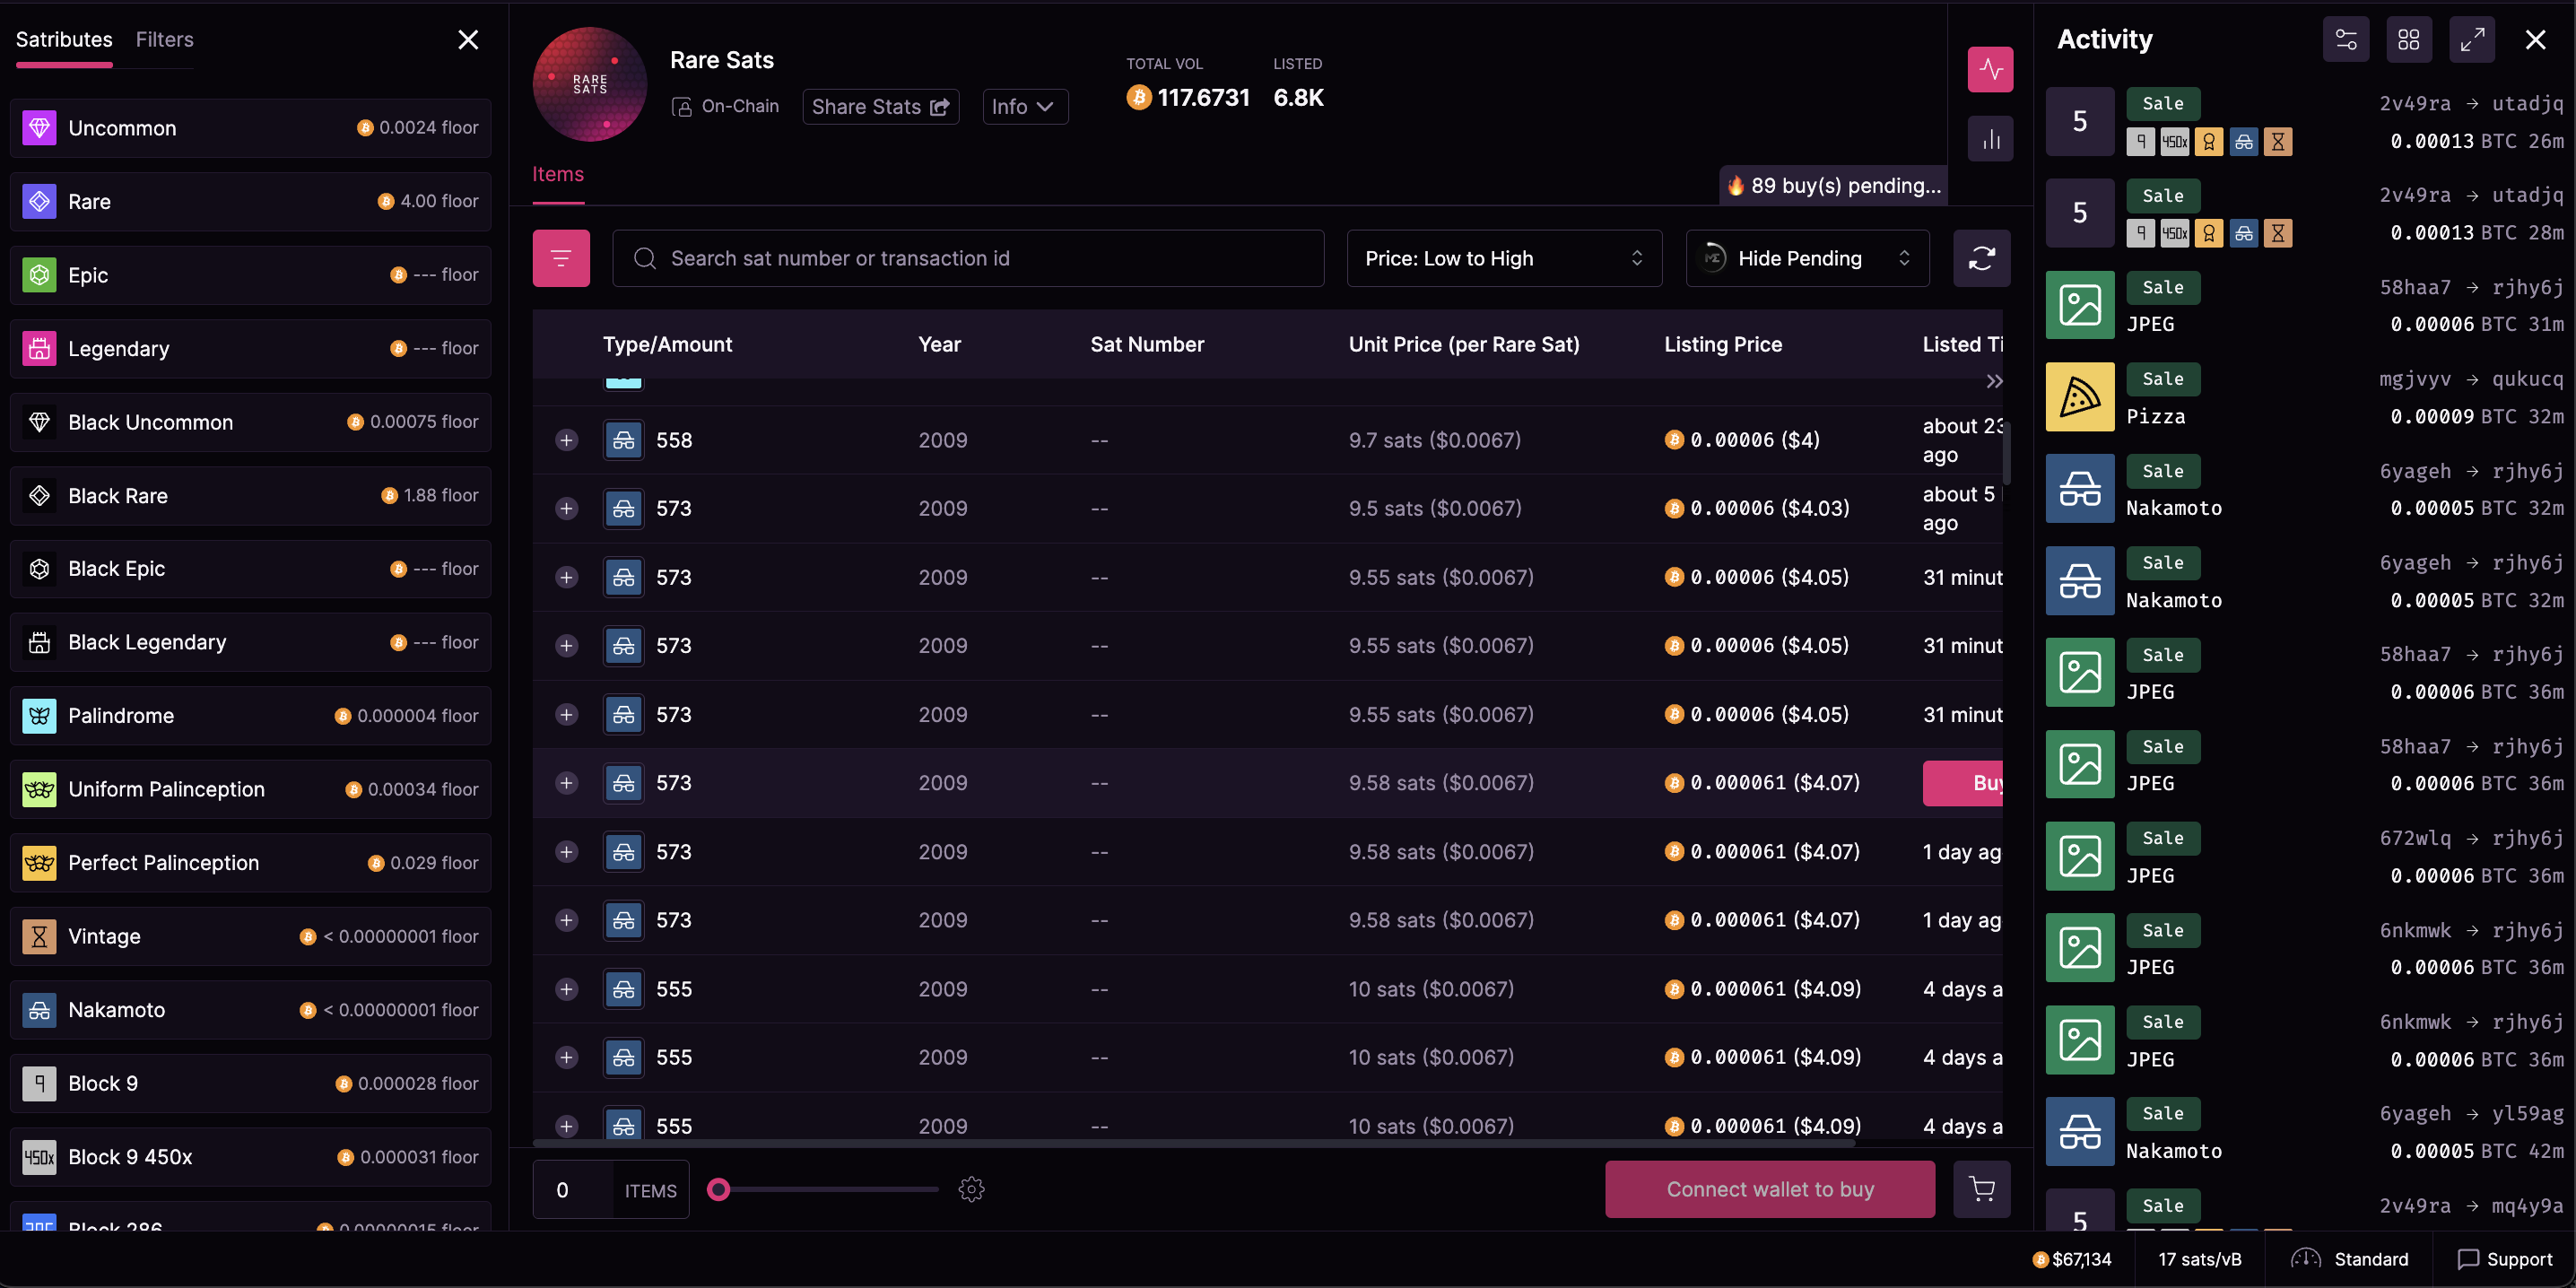 Satributes
Filters
Uncommon
0.0024 floor
Rare
4.00 floor
Epic
--- floor
Legendary
--- floor
Black Uncommon
0.00075 floor
Black Rare
1.88 floor
Black Epic
--- floor
Black Legendary
--- floor
Palindrome
0.000004 floor
Uniform Palinception
0.00034 floor
Perfect Palinception
0.029 floor
Vintage
< 0.00000001 floor
Nakamoto
< 0.00000001 floor
Block 9
0.000028 floor
450x
Block 9 450x
0.000031 floor
Block 286
0.00000015 floor
RARE
SATS
Rare Sats
On-Chain
Share Stats
Info
TOTAL VOL
117.6731
LISTED
6.8K
Items
89 buy(s) pending...
Search sat number or transaction id
Price: Low to High
Hide Pending
Type/Amount Year Sat Number Unit Price (per Rare Sat) Listing Price Listed Ti
558 2009 -- 9.7 sats ($0.0067) 0.00006 ($4) about 23
ago
573 2009 -- 9.5 sats ($0.0067) 0.00006 ($4.03) about 5
ago
573 2009 -- 9.55 sats ($0.0067) 0.00006 ($4.05) 31 minut
573 2009 -- 9.55 sats ($0.0067) 0.00006 ($4.05) 31 minut
573 2009 -- 9.55 sats ($0.0067) 0.00006 ($4.05) 31 minut
573 2009 -- 9.58 sats ($0.0067) 0.000061 ($4.07) Buy
573 2009 -- 9.58 sats ($0.0067) 0.000061 ($4.07) 1 day ag
573 2009 -- 9.58 sats ($0.0067) 0.000061 ($4.07) 1 day ag
555 2009 -- 10 sats ($0.0067) 0.000061 ($4.09) 4 days a
555 2009 -- 10 sats ($0.0067) 0.000061 ($4.09) 4 days a
555 2009 -- 10 sats ($0.0067) 0.000061 ($4.09) 4 days a
0 ITEMS
Connect wallet to buy
Activity
5 Sale 2v49ra → utadjq
9 450x 0.00013 BTC 26m
5 Sale 2v49ra → utadjq
9 450x 0.00013 BTC 28m
Sale 58haa7 → rjhy6j
JPEG 0.00006 BTC 31m
Sale mgjvyv → qukucq
Pizza 0.00009 BTC 32m
Sale 6yageh → rjhy6j
Nakamoto 0.00005 BTC 32m
Sale 6yageh → rjhy6j
Nakamoto 0.00005 BTC 32m
Sale 58haa7 → rjhy6j
JPEG 0.00006 BTC 36m
Sale 58haa7 → rjhy6j
JPEG 0.00006 BTC 36m
Sale 672wlq → rjhy6j
JPEG 0.00006 BTC 36m
Sale 6nkmwk → rjhy6j
JPEG 0.00006 BTC 36m
Sale 6nkmwk → rjhy6j
JPEG 0.00006 BTC 36m
Sale 6yageh → yl59ag
Nakamoto 0.00005 BTC 42m
5 Sale 2v49ra → mq4y9a
$67,134
17 sats/vB
Standard
Support